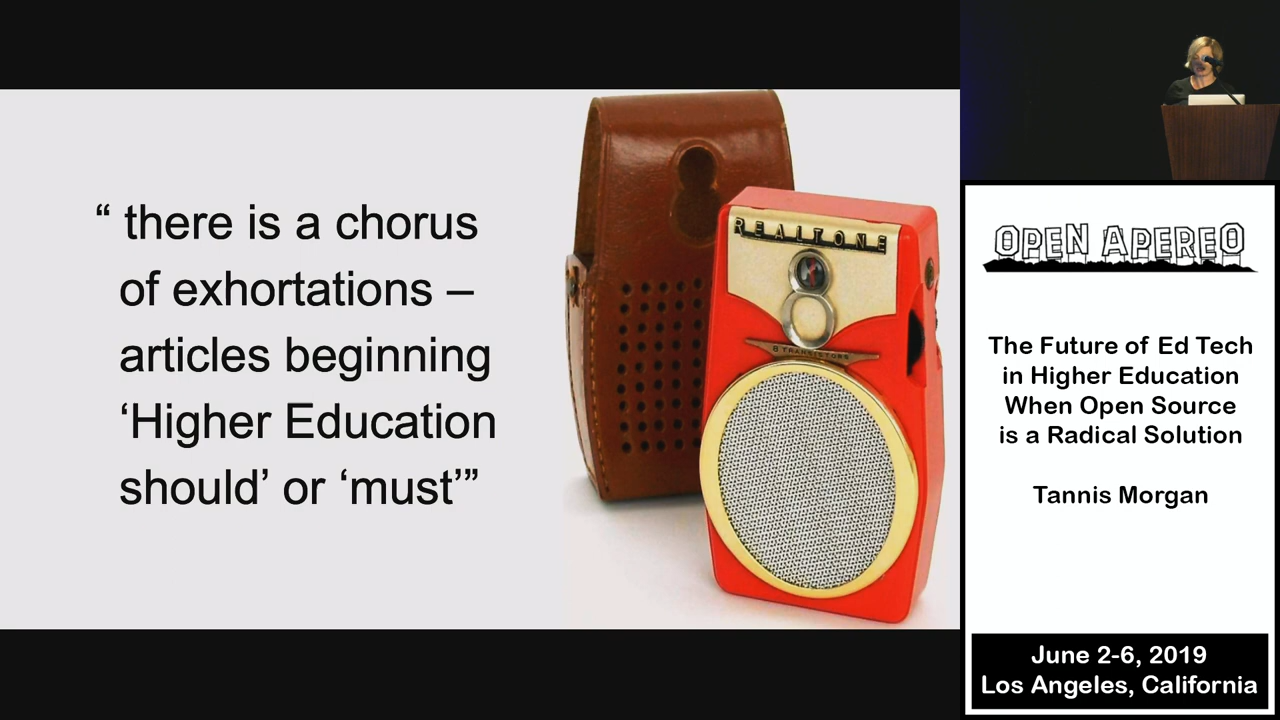 “ there is a chorus
of exhortations –
articles beginning
‘Higher Education
should’ or ‘must’”
REALTONE
8
8 TRANSISTORS
OPEN APEREO
The Future of Ed Tech
in Higher Education
When Open Source
is a Radical Solution
Tannis Morgan
June 2-6, 2019
Los Angeles, California